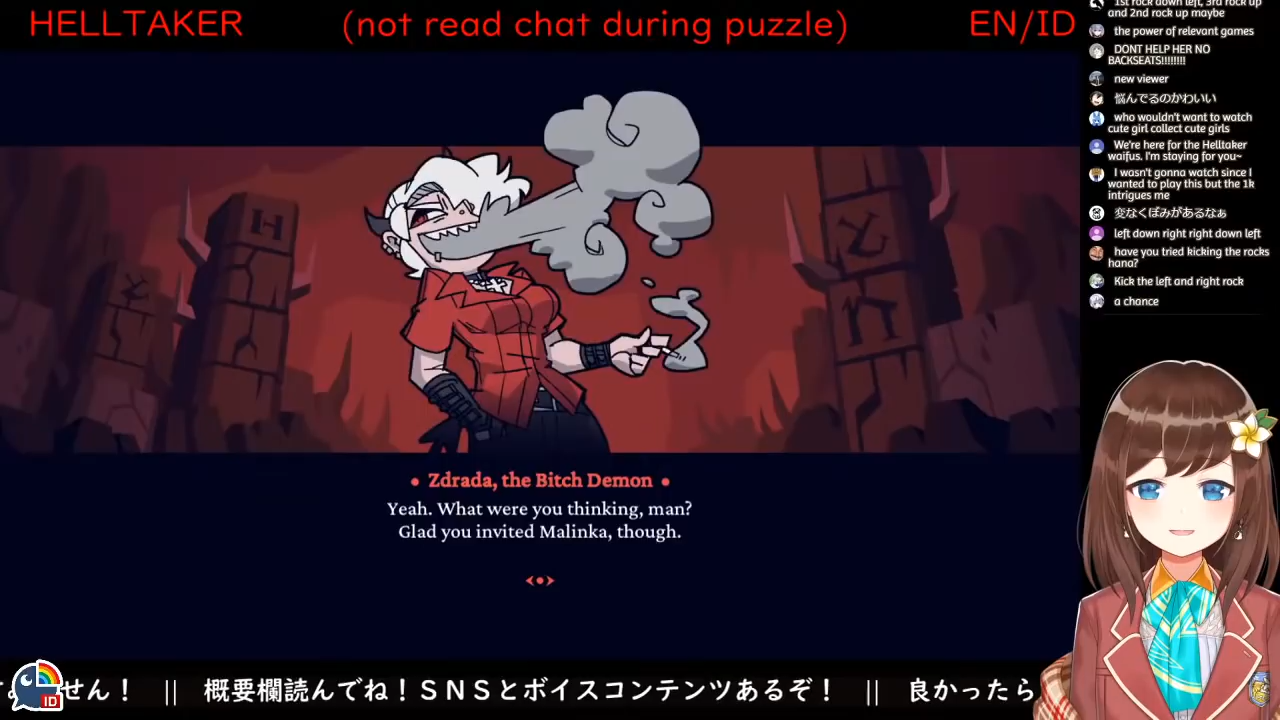 HELLTAKER (not read chat during puzzle) EN/ID
1st rock down left, 3rd rock up
and 2nd rock up maybe
the power of relevant games
DONT HELP HER NO
BACKSEATS!!!!!!!!
new viewer
悩んでるのかわいい
who wouldn't want to watch
cute girl collect cute girls
We're here for the Helltaker
waifus. I'm staying for you~
I wasn't gonna watch since I
wanted to play this but the 1k
intrigues me
変なくぼみがあるなぁ
left down right right down left
have you tried kicking the rocks
hana?
Kick the left and right rock
a chance
• Zdrada, the Bitch Demon •
Yeah. What were you thinking, man?
Glad you invited Malinka, though.
せん！ || 概要欄読んでね！ＳＮＳとボイスコンテンツあるぞ！ || 良かったら
ID